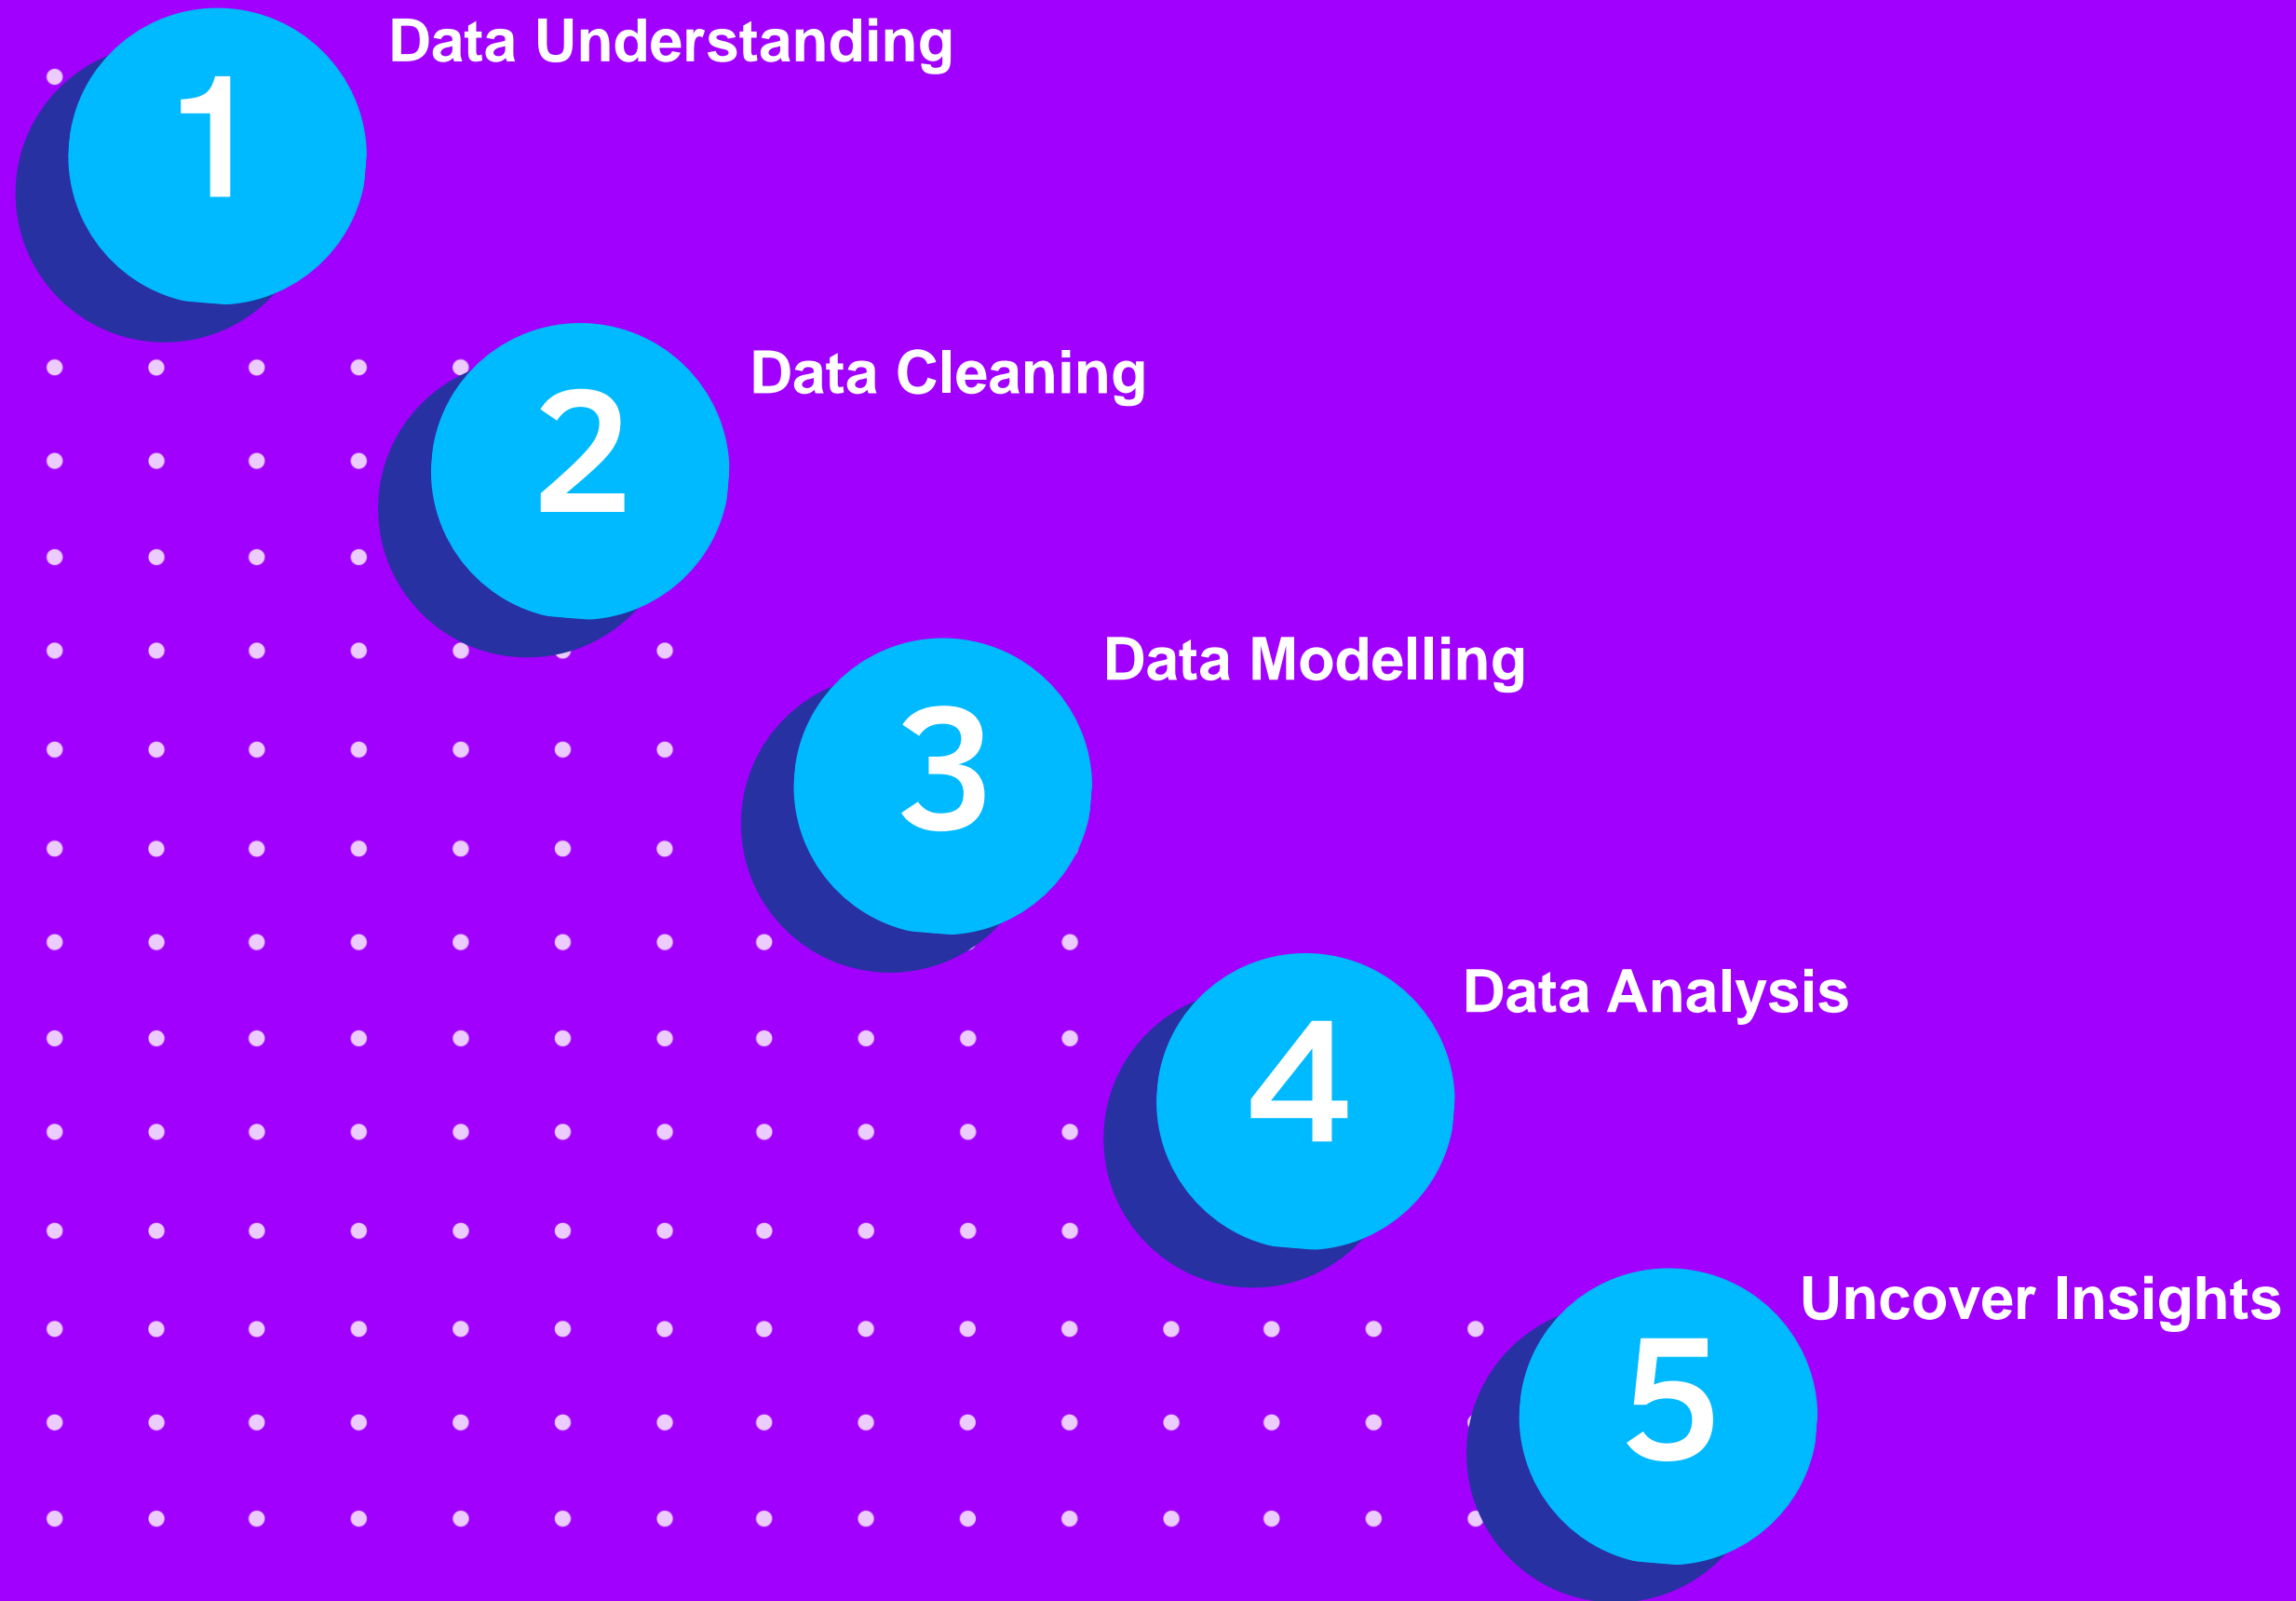 1
Data Understanding
2
Data Cleaning
3
Data Modelling
4
Data Analysis
5
Uncover Insights